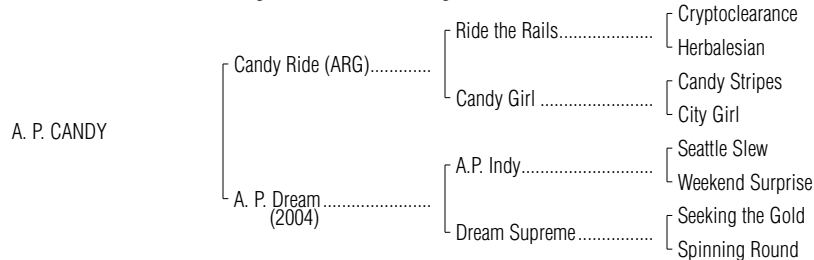 Cryptoclearance
Ride the Rails....................
Herbalesian
Candy Ride (ARG).............
Candy Stripes
Candy Girl ........................
City Girl
A. P. CANDY
Seattle Slew
A.P. Indy............................
Weekend Surprise
A. P. Dream.......................
(2004)
Seeking the Gold
Dream Supreme................
Spinning Round